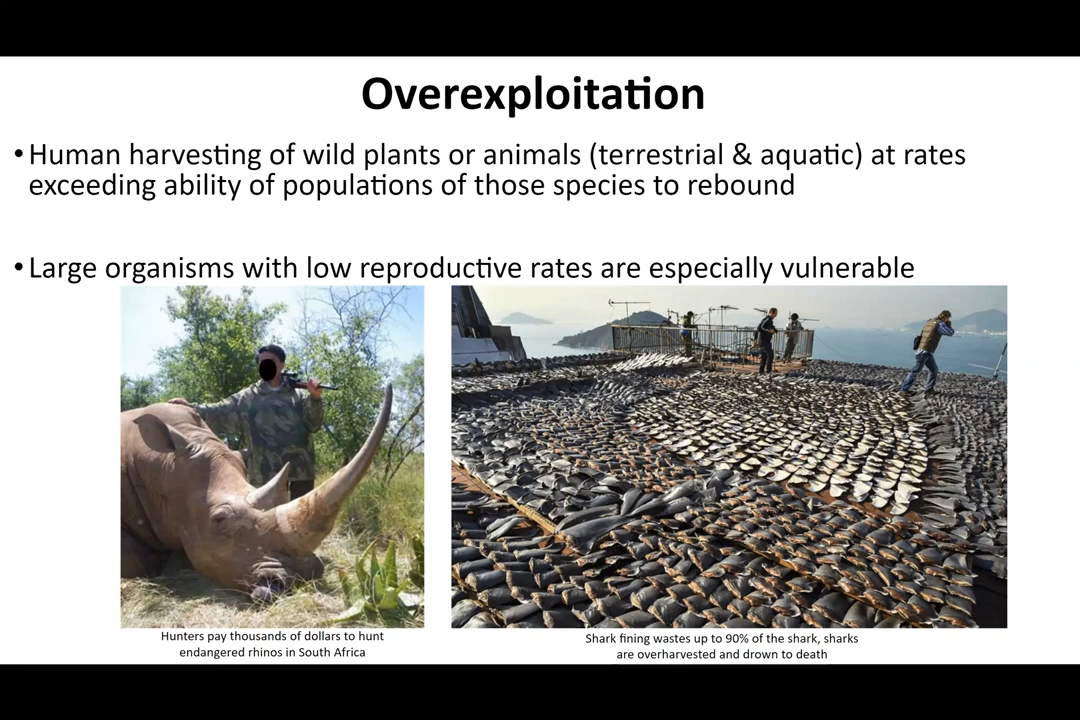 Overexploitation
• Human harvesting of wild plants or animals (terrestrial & aquatic) at rates
exceeding ability of populations of those species to rebound
• Large organisms with low reproductive rates are especially vulnerable
Hunters pay thousands of dollars to hunt
endangered rhinos in South Africa
Shark fining wastes up to 90% of the shark, sharks
are overharvested and drown to death